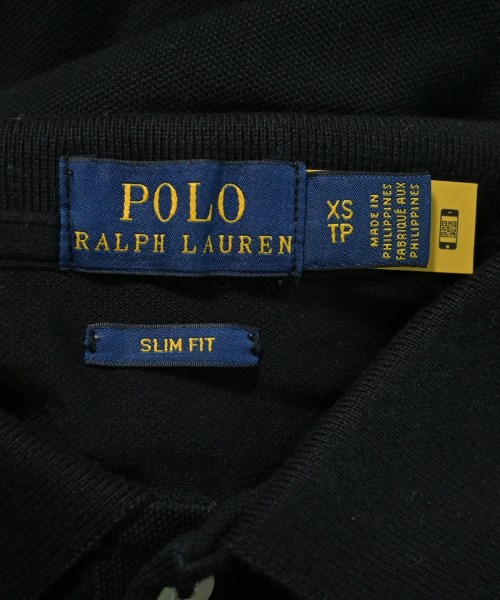 POLO
RALPH LAUREN
XS
TP
MADE IN
PHILIPPINES
FABRIQUÉ AUX
PHILIPPINES
SLIM FIT